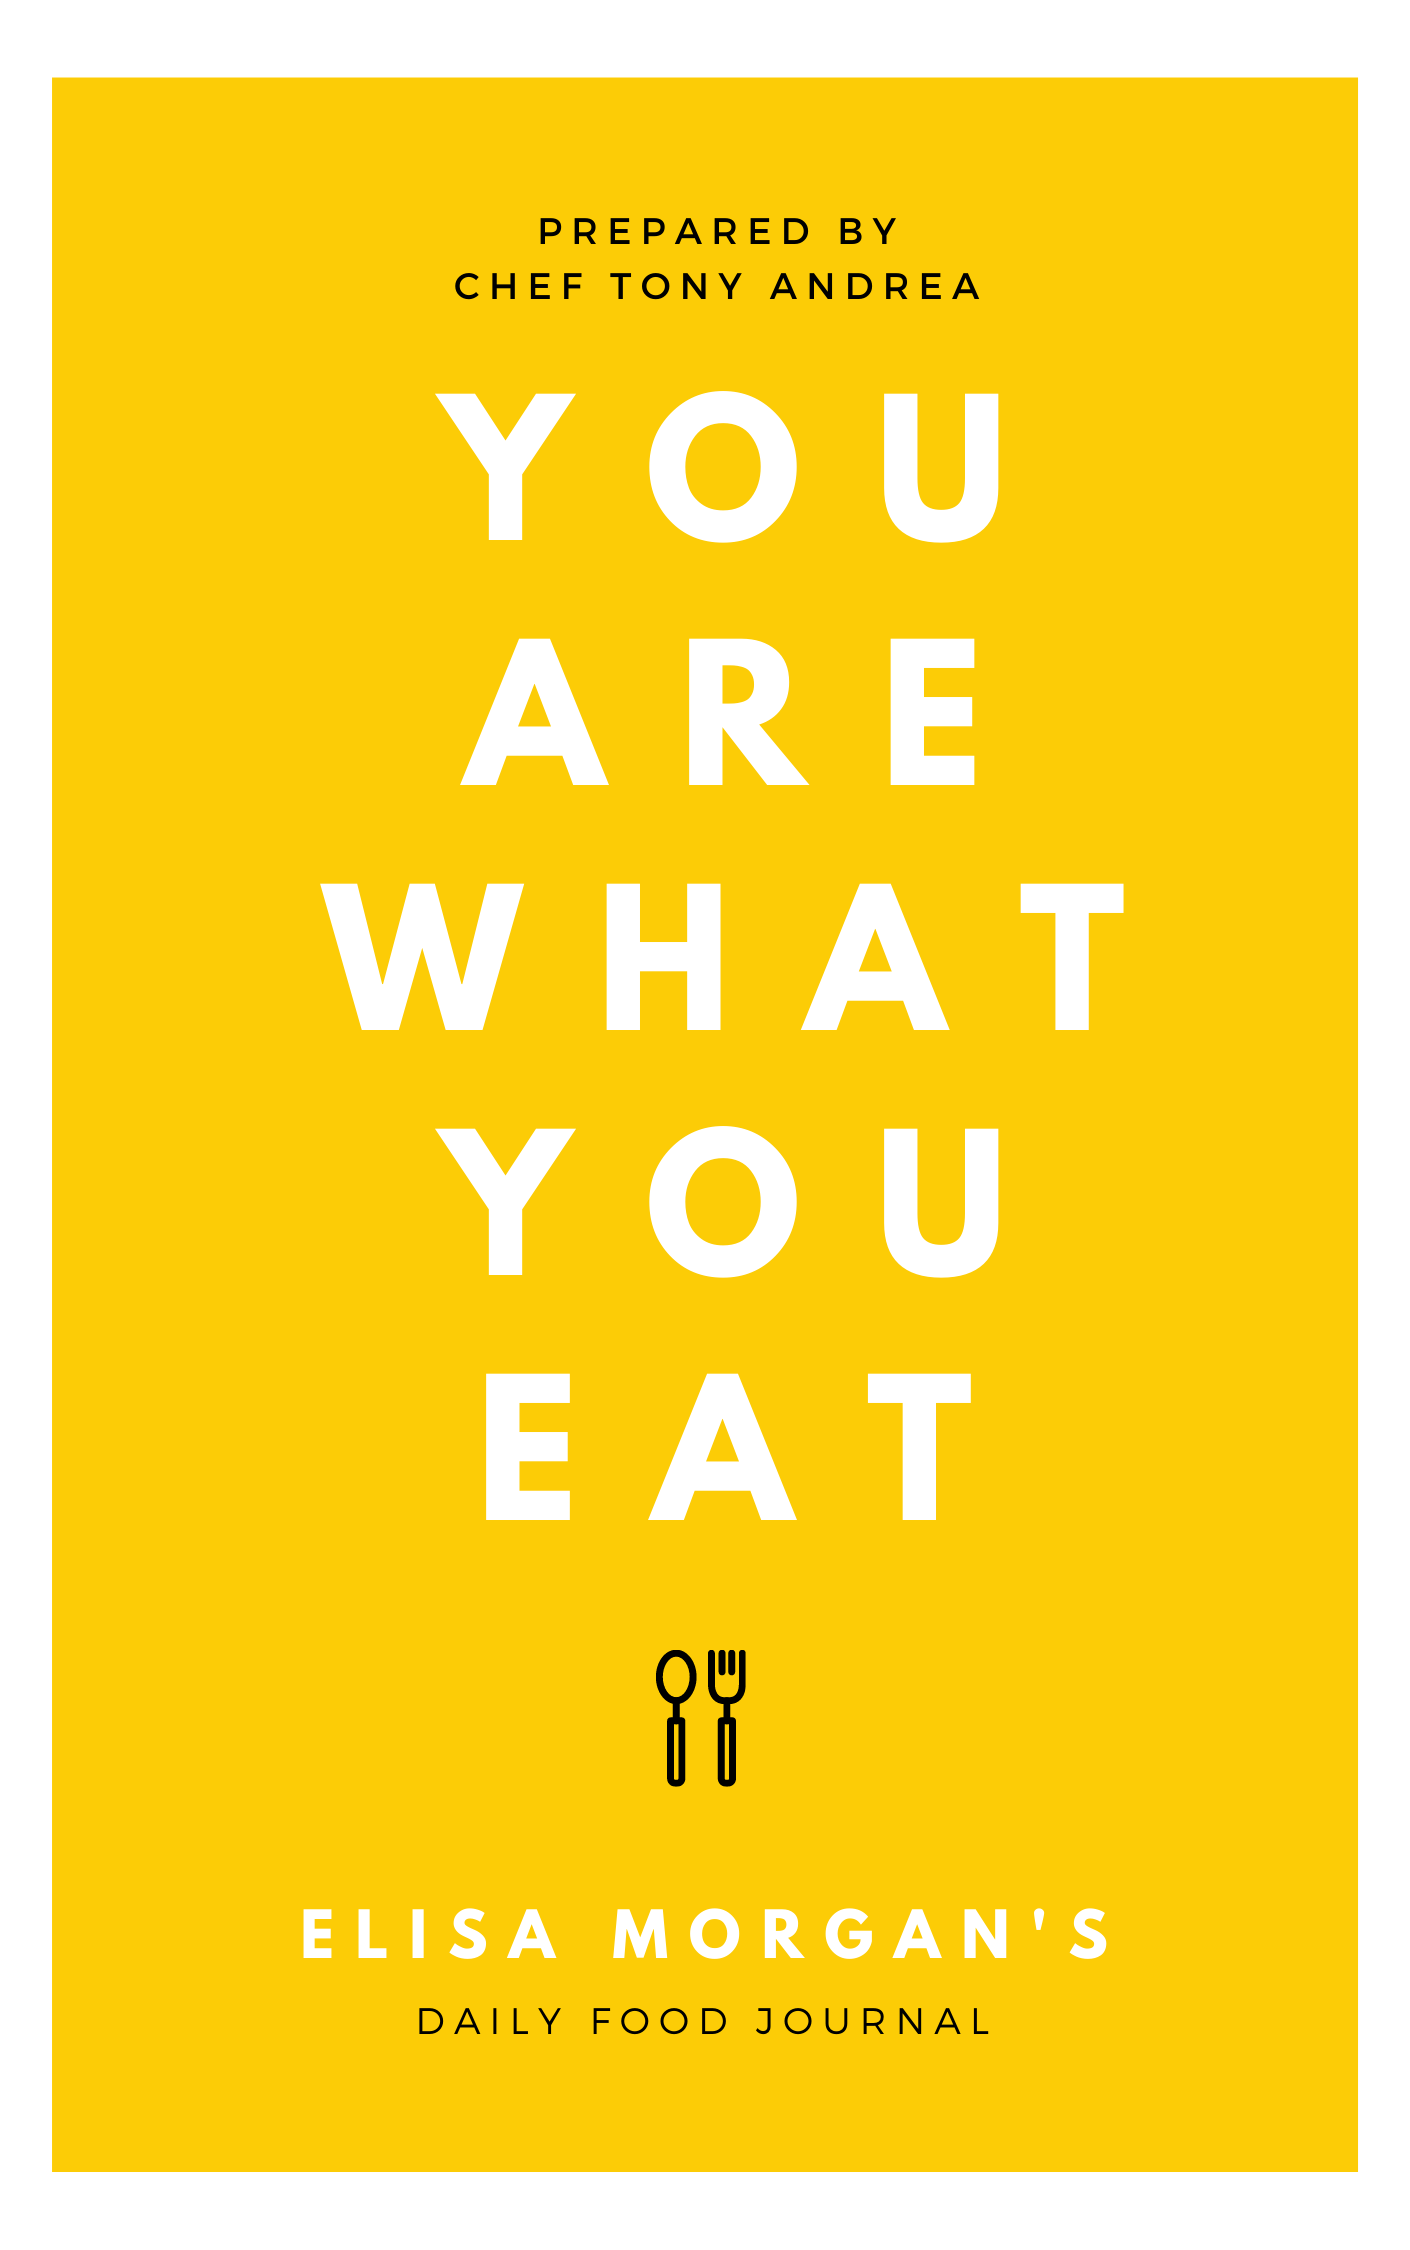 PREPARED BY
CHEF TONY ANDREA
YOU
ARE
WHAT
YOU
EAT
ELISA MORGAN'S
DAILY FOOD JOURNAL